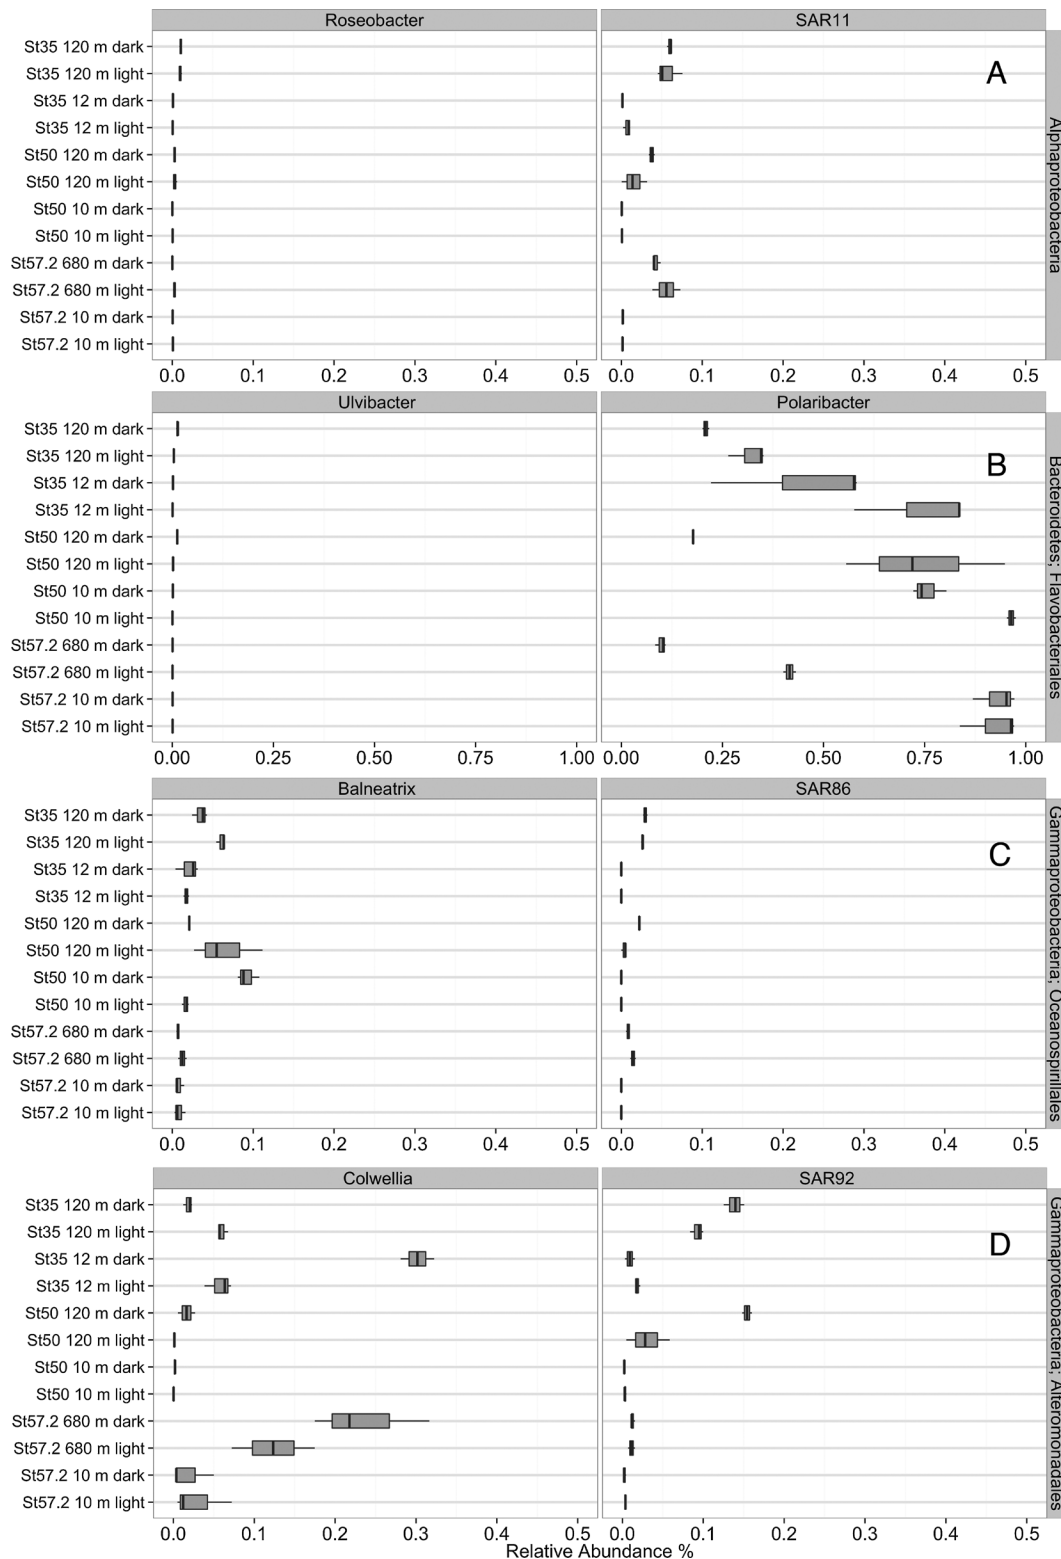 Roseobacter SAR11
St35 120 m dark
St35 120 m light
St35 12 m dark
St35 12 m light
St50 120 m dark
St50 120 m light
St50 10 m dark
St50 10 m light
St57.2 680 m dark
St57.2 680 m light
St57.2 10 m dark
St57.2 10 m light
A
Alphaproteobacteria
0.0 0.1 0.2 0.3 0.4 0.5 0.0 0.1 0.2 0.3 0.4 0.5
Ulvibacter Polaribacter
St35 120 m dark
St35 120 m light
St35 12 m dark
St35 12 m light
St50 120 m dark
St50 120 m light
St50 10 m dark
St50 10 m light
St57.2 680 m dark
St57.2 680 m light
St57.2 10 m dark
St57.2 10 m light
B
Bacteroidetes; Flavobacteriales
0.00 0.25 0.50 0.75 1.00 0.00 0.25 0.50 0.75 1.00
Balneatrix SAR86
St35 120 m dark
St35 120 m light
St35 12 m dark
St35 12 m light
St50 120 m dark
St50 120 m light
St50 10 m dark
St50 10 m light
St57.2 680 m dark
St57.2 680 m light
St57.2 10 m dark
St57.2 10 m light
C
Gammaproteobacteria; Oceanospirillales
0.0 0.1 0.2 0.3 0.4 0.5 0.0 0.1 0.2 0.3 0.4 0.5
Colwellia SAR92
St35 120 m dark
St35 120 m light
St35 12 m dark
St35 12 m light
St50 120 m dark
St50 120 m light
St50 10 m dark
St50 10 m light
St57.2 680 m dark
St57.2 680 m light
St57.2 10 m dark
St57.2 10 m light
D
Gammaproteobacteria; Alteromonadales
0.0 0.1 0.2 0.3 0.4 0.5 0.0 0.1 0.2 0.3 0.4 0.5
Relative Abundance %